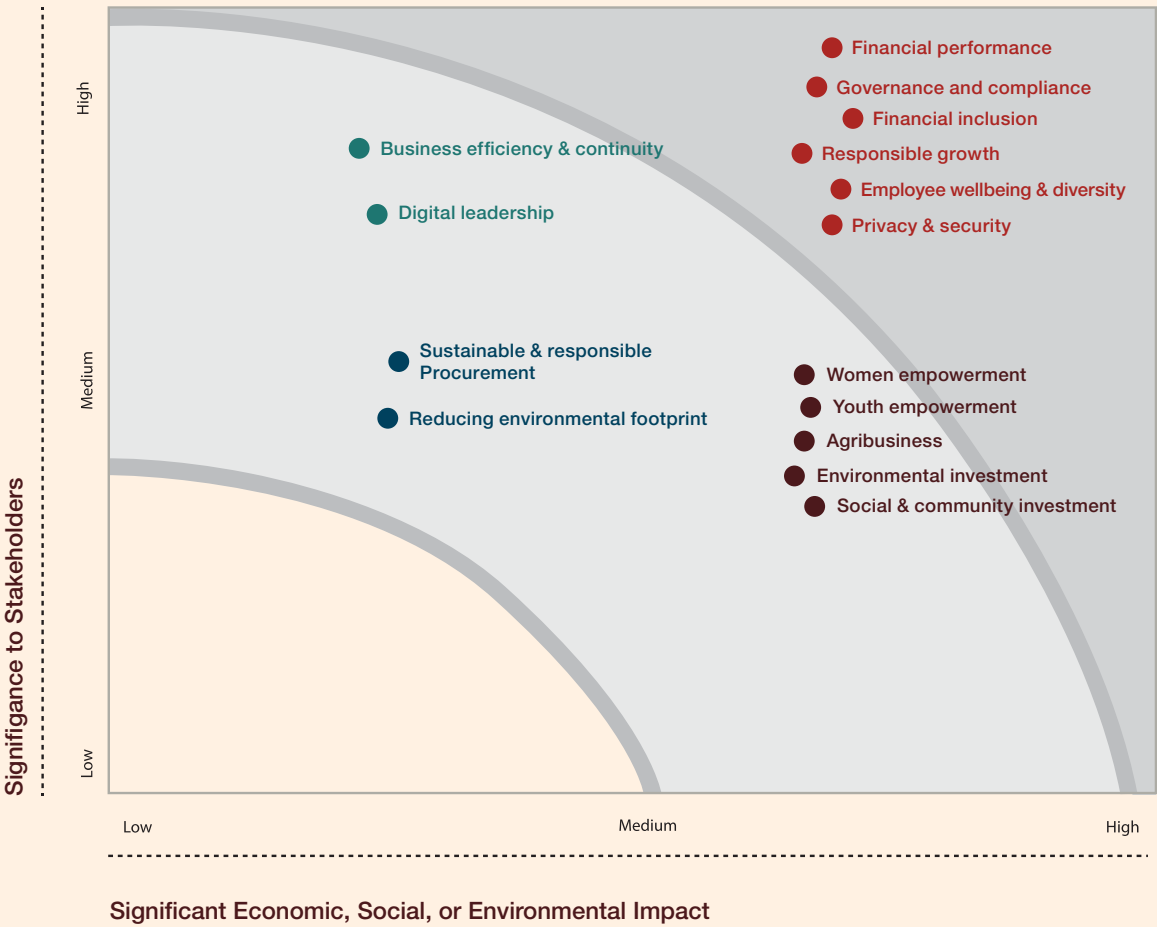 Signifigance to Stakeholders
High
Medium
Low
Financial performance
Governance and compliance
Financial inclusion
Responsible growth
Employee wellbeing & diversity
Privacy & security
Business efficiency & continuity
Digital leadership
Sustainable & responsible
Procurement
Reducing environmental footprint
Women empowerment
Youth empowerment
Agribusiness
Environmental investment
Social & community investment
Low
Medium
High
Significant Economic, Social, or Environmental Impact